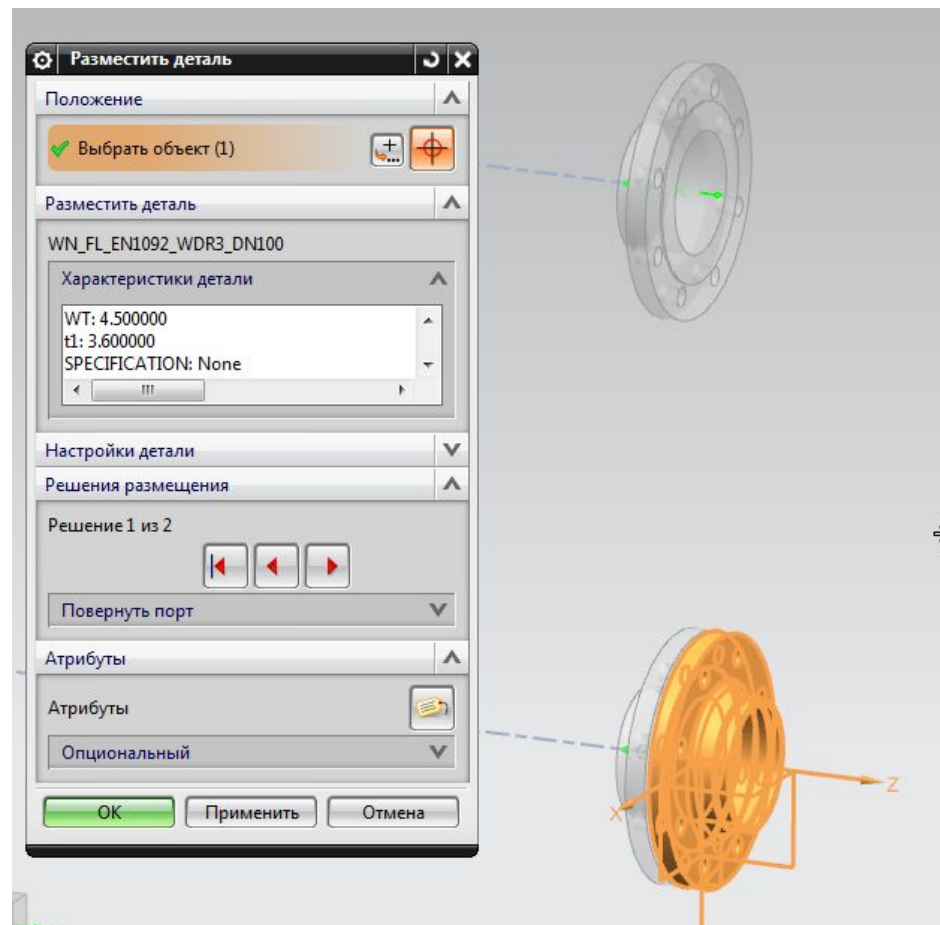 Разместить деталь
Положение
Выбрать объект (1)
Разместить деталь
WN_FL_EN1092_WDR3_DN100
Характеристики детали
WT: 4.500000
t1: 3.600000
SPECIFICATION: None
Настройки детали
Решения размещения
Решение 1 из 2
Повернуть порт
Атрибуты
Атрибуты
Опциональный
ОК Применить Отмена
X
Z